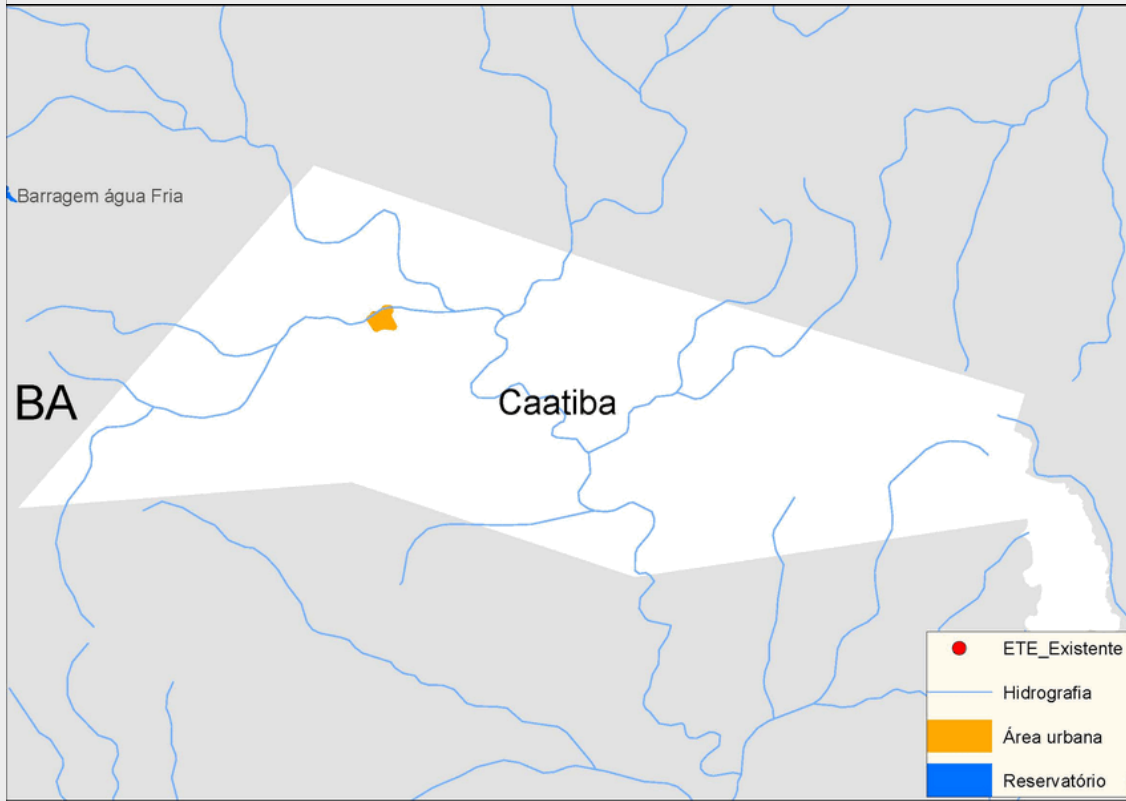 Barragem água Fria
BA
Caatiba
ETE_Existente
Hidrografia
Área urbana
Reservatório